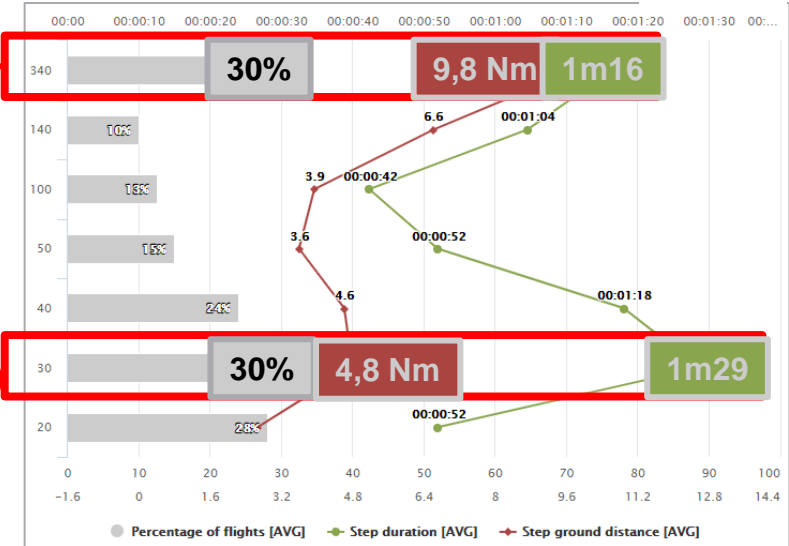 00:00 00:00:10 00:00:20 00:00:30 00:00:40 00:00:50 00:01:00 00:01:10 00:01:20 00:01:30 00:...
340 30% 9,8 Nm 1m16
140 10% 6.6 00:01:04
100 13% 3.9 00:00:42
50 15% 3.6 00:00:52
40 24% 4.6 00:01:18
30 30% 4,8 Nm 1m29
20 28% 00:00:52
0 10 20 30 40 50 60 70 80 90 100
-1.6 0 1.6 3.2 4.8 6.4 8 9.6 11.2 12.8 14.4
Percentage of flights [AVG] Step duration [AVG] Step ground distance [AVG]